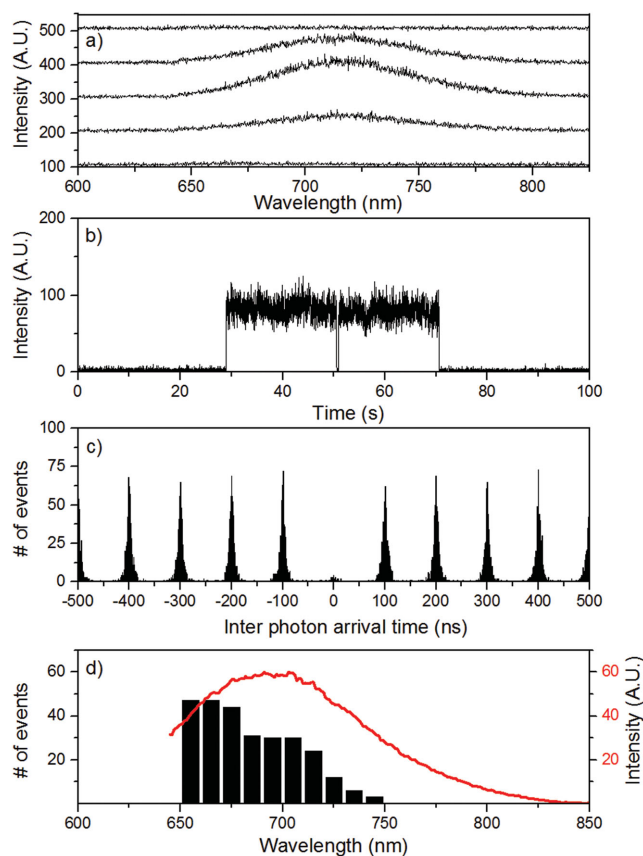 a)
Intensity (A.U.)
500
400
300
200
100
600 650 700 750 800
Wavelength (nm)
b)
Intensity (A.U.)
200
100
0
0 20 40 60 80 100
Time (s)
c)
# of events
100
75
50
25
0
-500 -400 -300 -200 -100 0 100 200 300 400 500
Inter photon arrival time (ns)
d)
# of events
60
40
20
Intensity (A.U.)
60
40
20
600 650 700 750 800 850
Wavelength (nm)